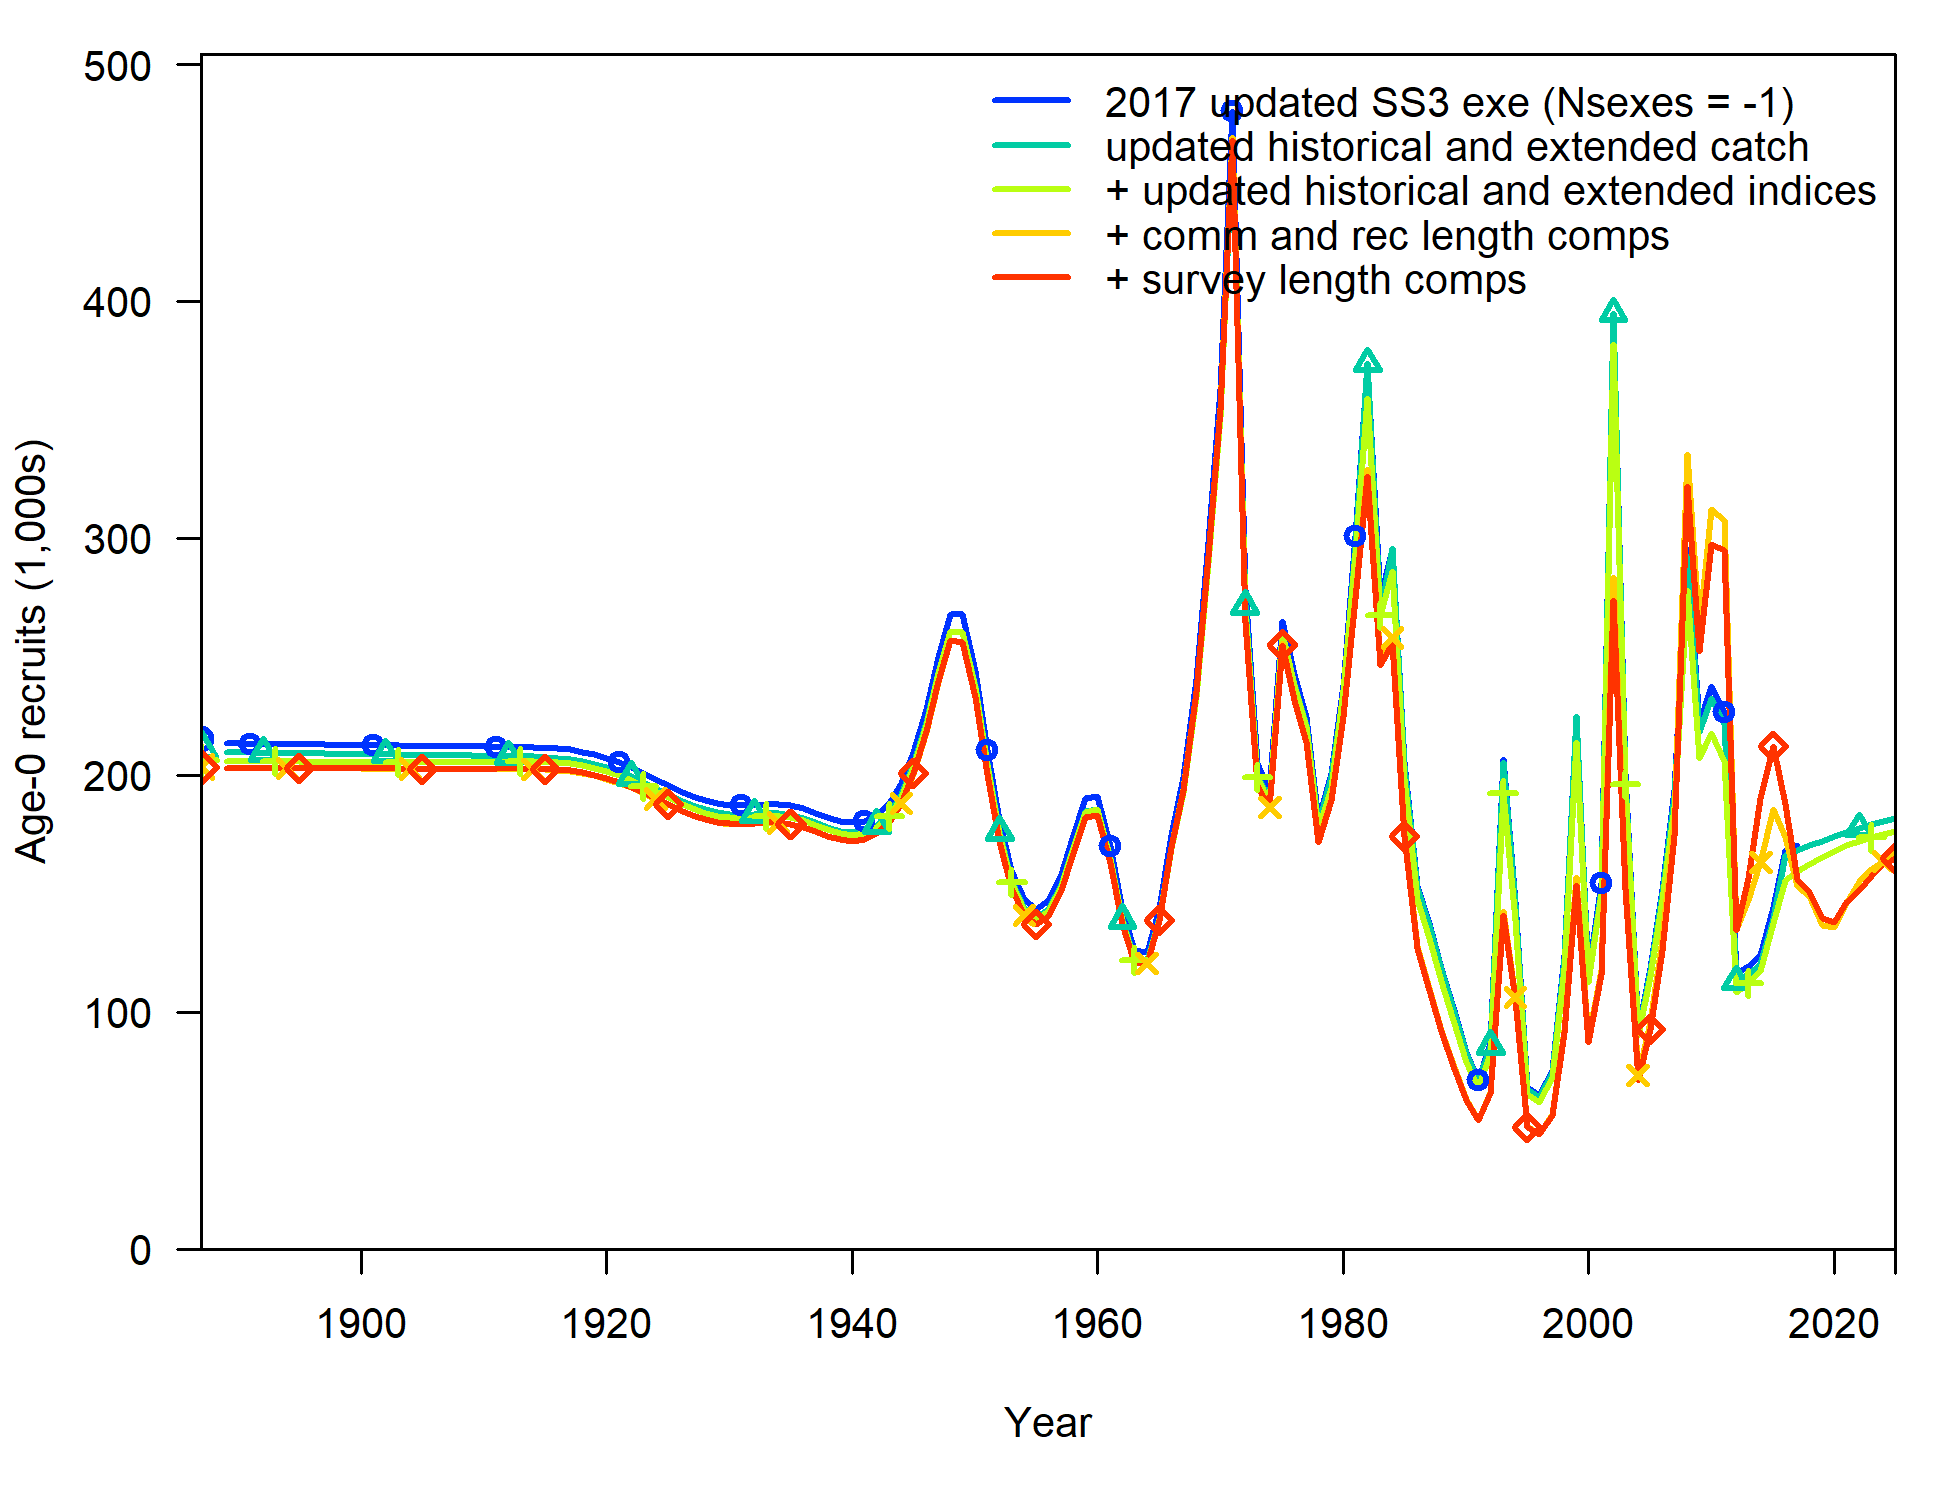 500
400
300
200
100
0
Age-0 recruits (1,000s)
2017 updated SS3 exe (Nsexes = -1)
updated historical and extended catch
+ updated historical and extended indices
+ comm and rec length comps
+ survey length comps
1900 1920 1940 1960 1980 2000 2020
Year